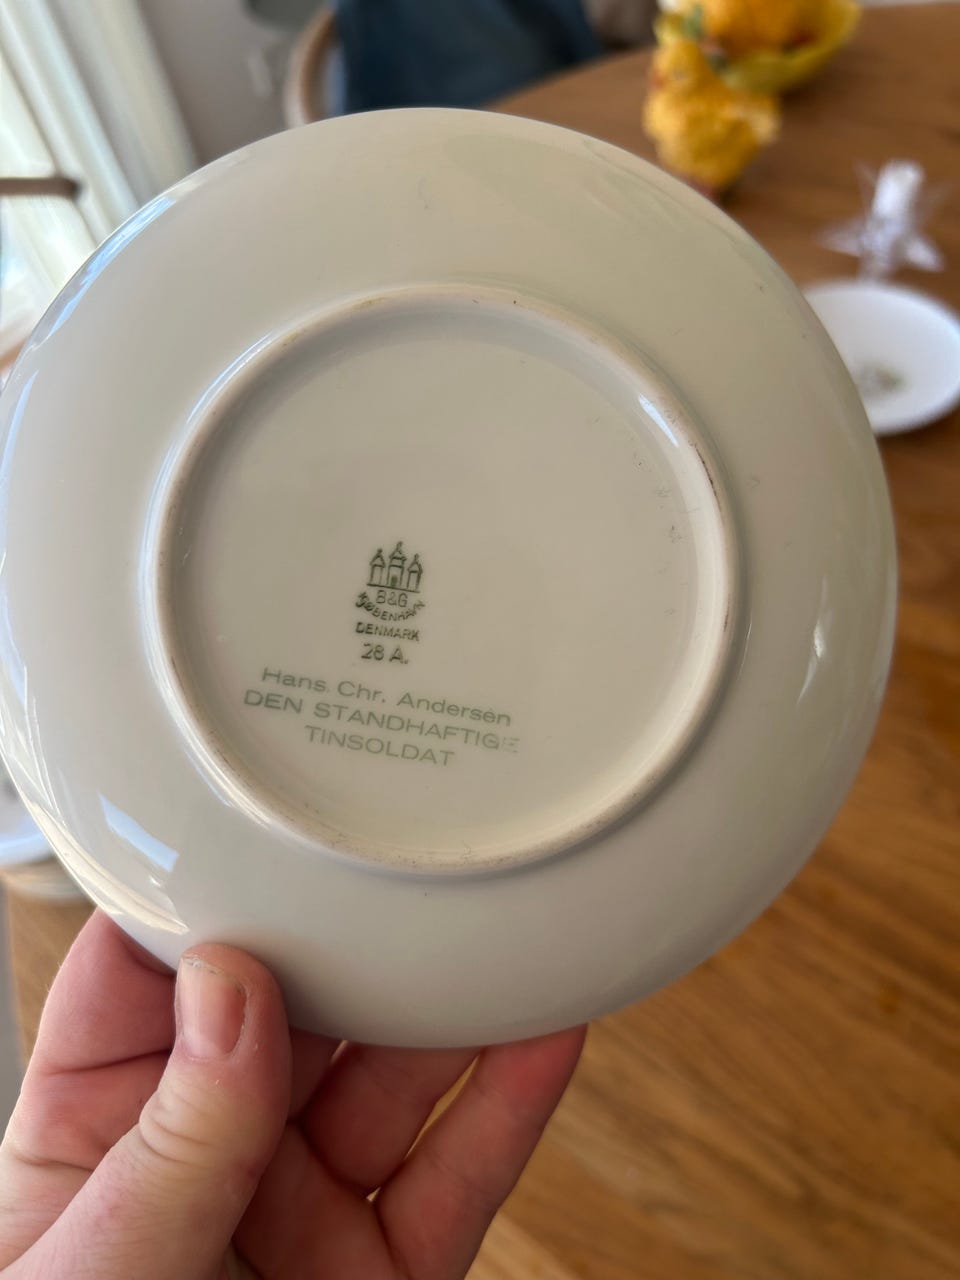 B&G
KØBENHAVN
DENMARK
28 A.
Hans. Chr. Andersen
DEN STANDHAFTIGE
TINSOLDAT